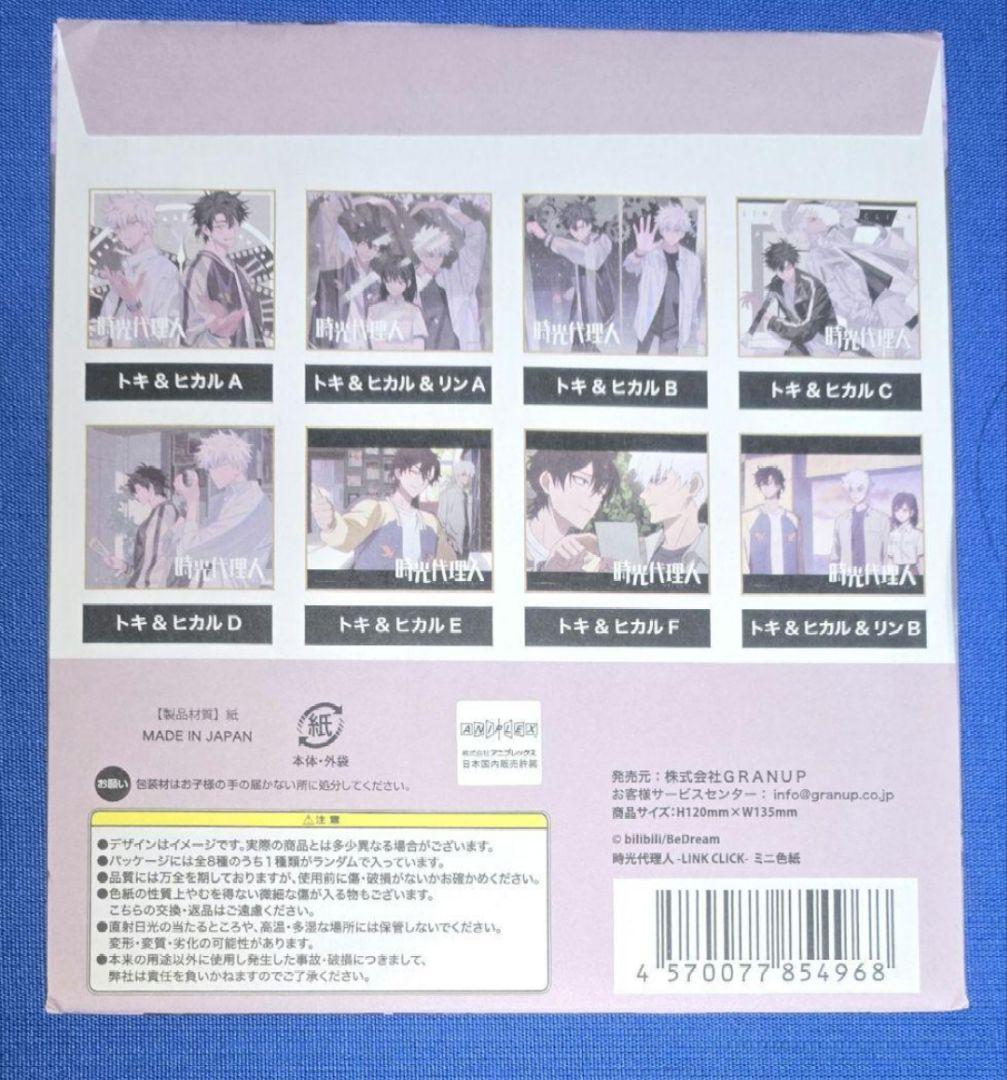 時光代理人
時光代理人
時光代理人
LINK CLICK
時光代理人
トキ & ヒカル A
トキ & ヒカル & リン A
トキ & ヒカル B
トキ & ヒカル C
時光代理人
時光代理人
時光代理人
時光代理人
トキ & ヒカル D
トキ & ヒカル E
トキ & ヒカル F
トキ & ヒカル & リン B
【製品材質】紙
MADE IN JAPAN
紙
本体・外袋
ANIPLEX
株式会社アニプレックス
日本国内販売許諾
お願い 包装材はお子様の手の届かない所に処分してください。
発売元：株式会社GRANUP
お客様サービスセンター： info@granup.co.jp
商品サイズ：H120mm×W135mm
© bilibili/BeDream
時光代理人 -LINK CLICK- ミニ色紙
⚠注意
●デザインはイメージです。実際の商品とは多少異なる場合がございます。
●パッケージには全8種のうち1種類がランダムで入っています。
●品質には万全を期しておりますが、使用前に傷・破損がないかお確かめください。
●色紙の性質上やむを得ない微細な傷が入る物もございます。
こちらの交換・返品はご遠慮ください。
●直射日光の当たるところや、高温・多湿な場所には保管しないでください。
変形・変質・劣化の可能性があります。
●本来の用途以外に使用し発生した事故・破損につきまして、
弊社は責任を負いかねますのでご了承ください。
4 570077 854968